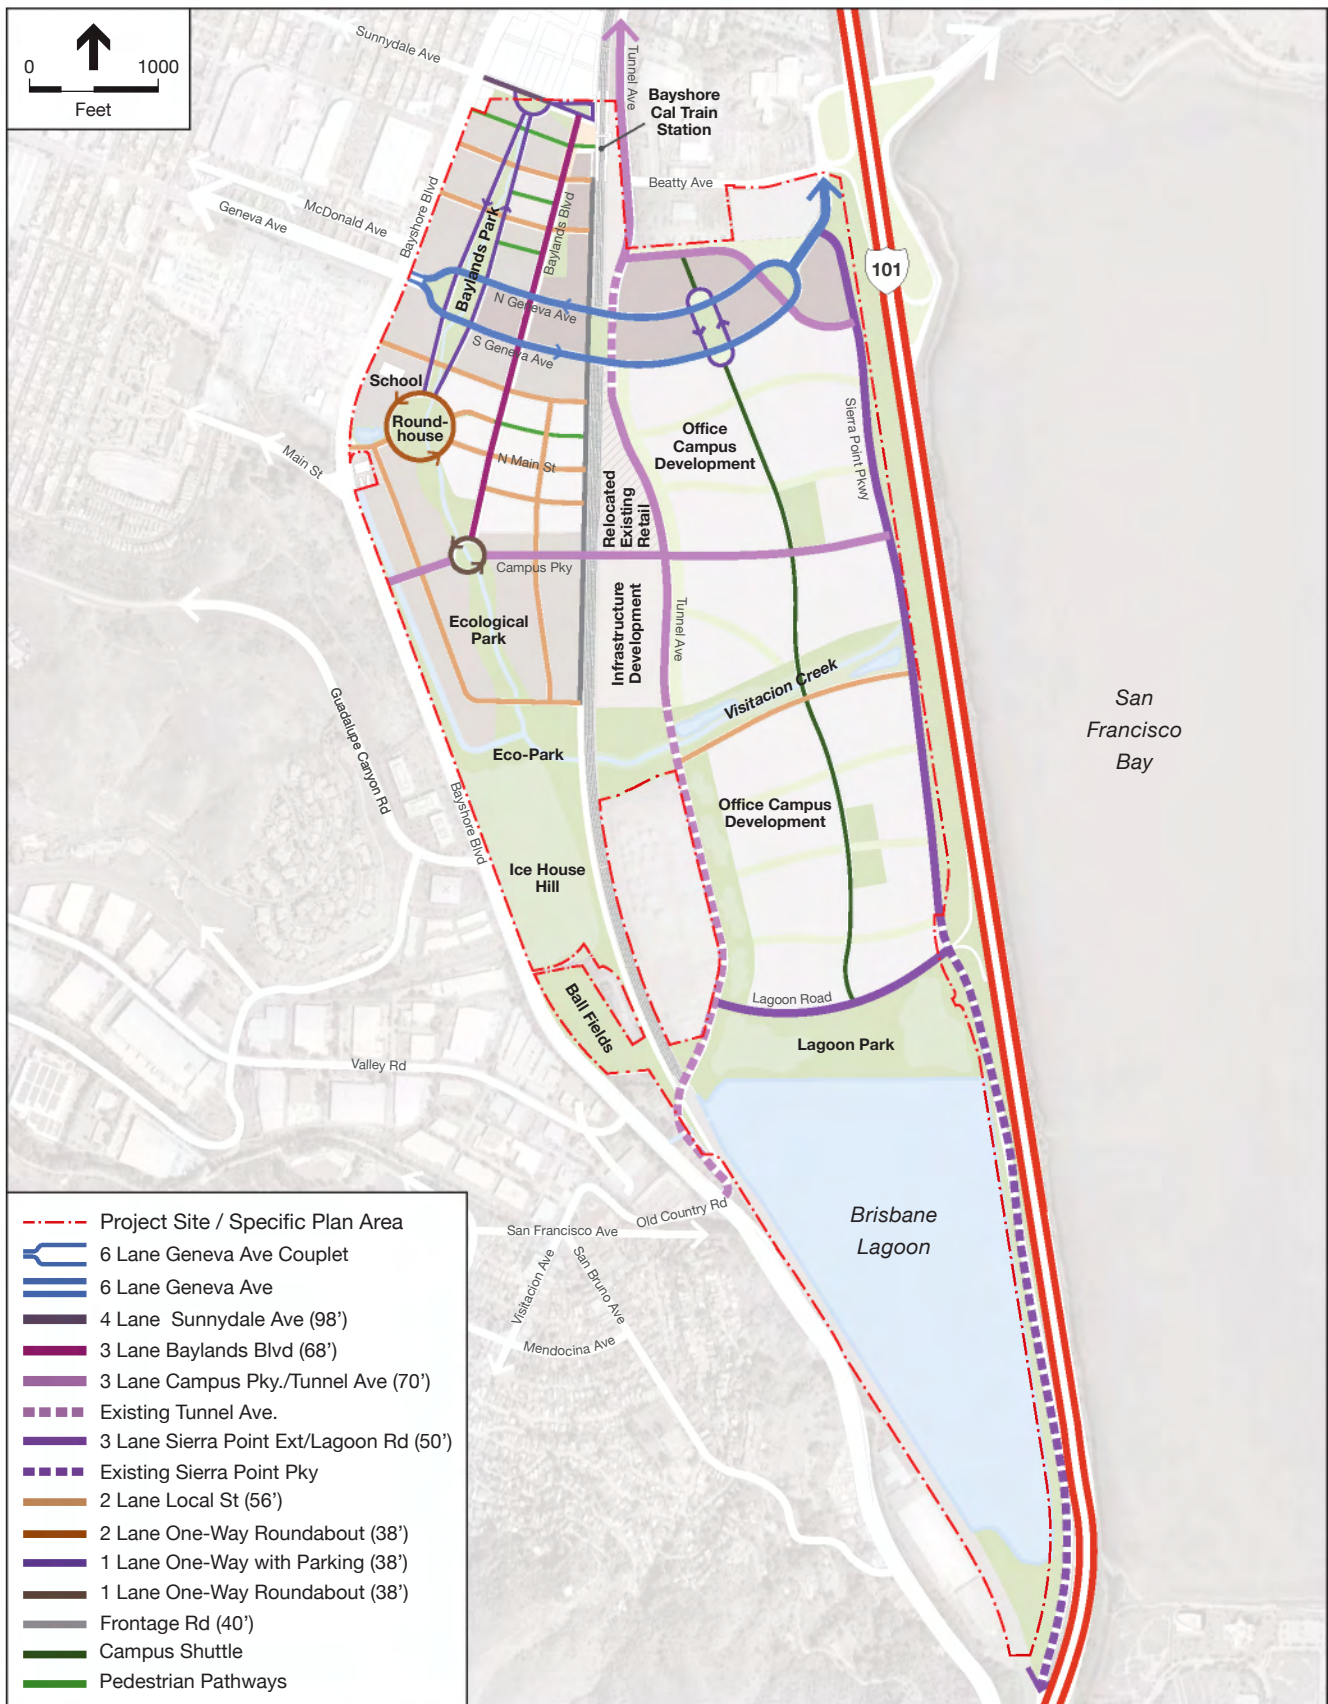 0 1000
Feet
Sunnydale Ave
Tunnel Ave
Bayshore
Cal Train
Station
Beatty Ave
Bayshore Blvd
McDonald Ave
Geneva Ave
Baylands Park
Baylands Blvd
101
N Geneva Ave
S Geneva Ave
School
Round-
house
Main St
N Main St
Office
Campus
Development
Sierra Point Pkwy
Relocated
Existing
Retail
Campus Pky
Ecological
Park
Infrastructure
Development
Tunnel Ave
Visitacion Creek
San
Francisco
Bay
Guadalupe Canyon Rd
Eco-Park
Bayshore Blvd
Office Campus
Development
Ice House
Hill
Ball Fields
Lagoon Road
Lagoon Park
Valley Rd
Brisbane
Lagoon
Old Country Rd
San Francisco Ave
Visitacion Ave
San Bruno Ave
Mendocina Ave
Project Site / Specific Plan Area
6 Lane Geneva Ave Couplet
6 Lane Geneva Ave
4 Lane Sunnydale Ave (98’)
3 Lane Baylands Blvd (68’)
3 Lane Campus Pky./Tunnel Ave (70’)
Existing Tunnel Ave.
3 Lane Sierra Point Ext/Lagoon Rd (50’)
Existing Sierra Point Pky
2 Lane Local St (56’)
2 Lane One-Way Roundabout (38’)
1 Lane One-Way with Parking (38’)
1 Lane One-Way Roundabout (38’)
Frontage Rd (40’)
Campus Shuttle
Pedestrian Pathways